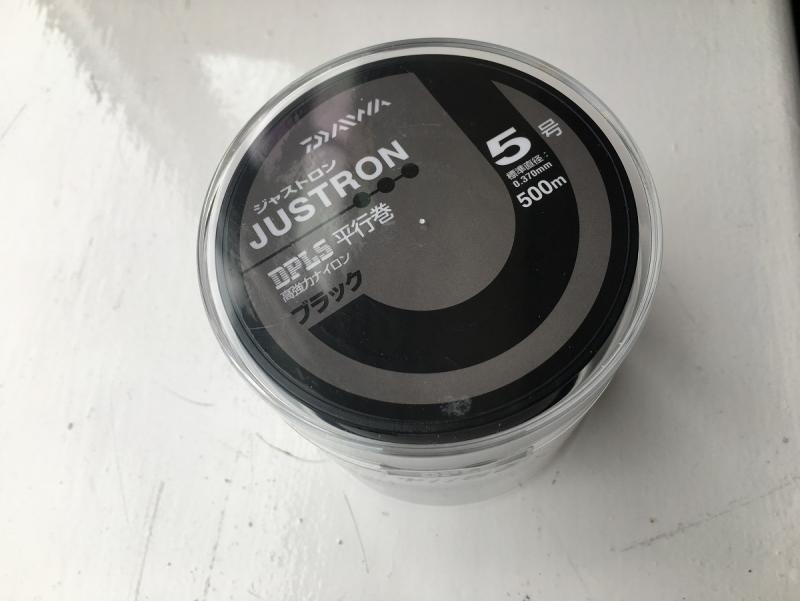 DAIWA
ジャストロン
JUSTRON
DPLS 平行巻
高強力ナイロン
ブラック
5号
標準直径:
0.370mm
500m